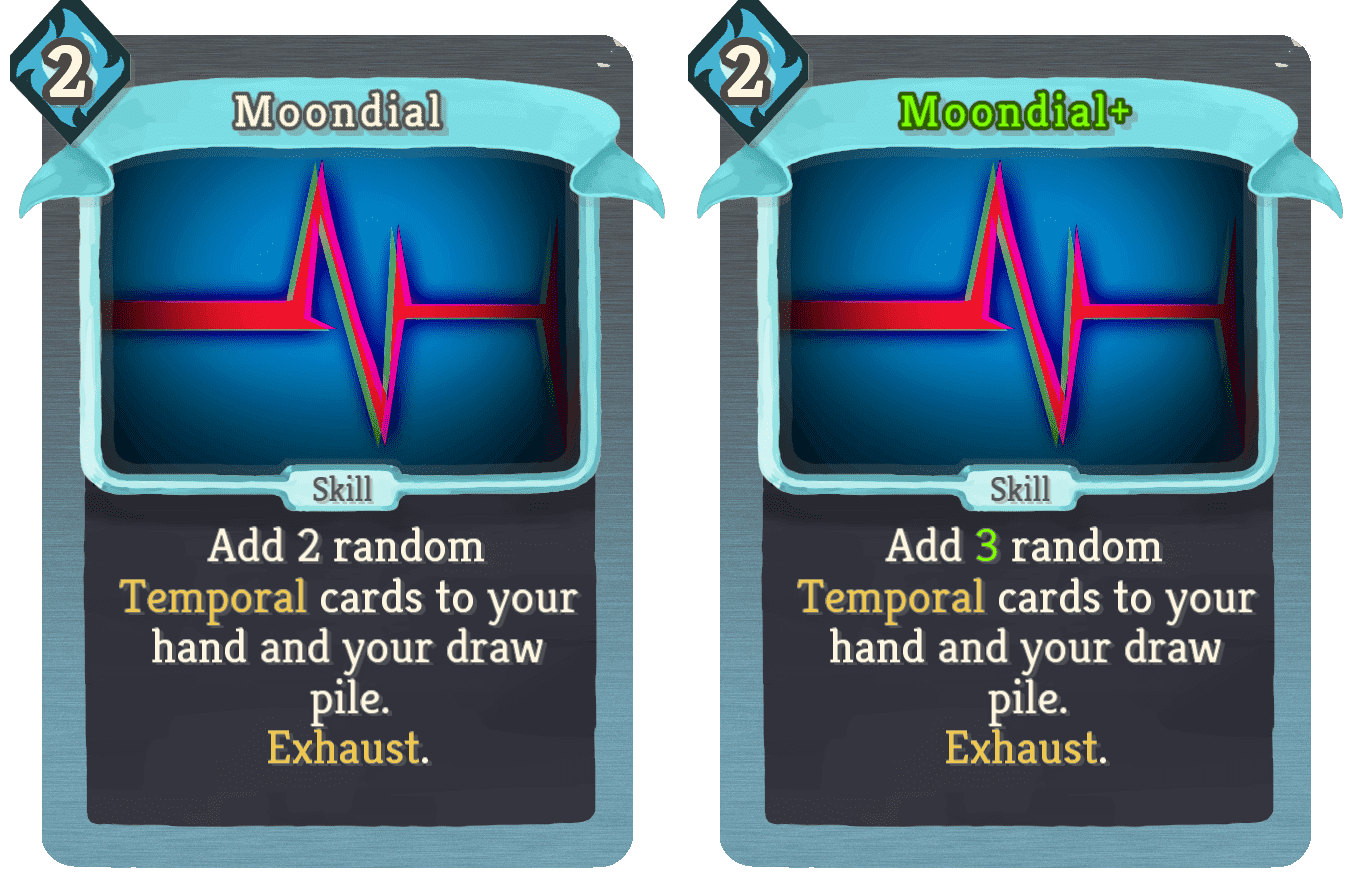 2
Moondial
Skill
Add 2 random
Temporal cards to your
hand and your draw
pile.
Exhaust.
2
Moondial+
Skill
Add 3 random
Temporal cards to your
hand and your draw
pile.
Exhaust.